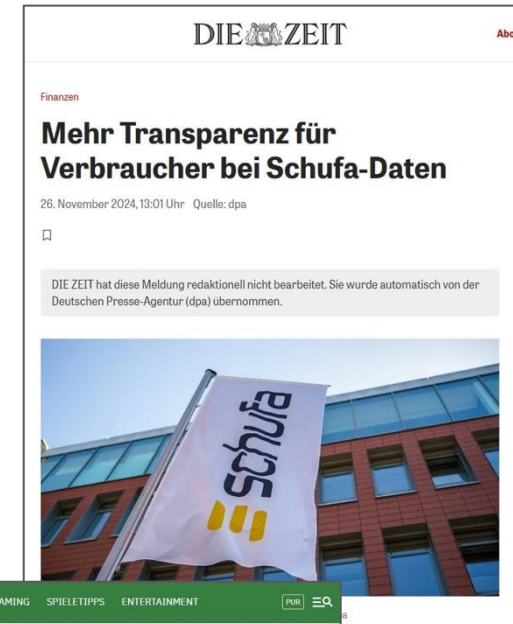 DIE ZEIT
Abo
Finanzen
Mehr Transparenz für
Verbraucher bei Schufa-Daten
26. November 2024, 13:01 Uhr Quelle: dpa
DIE ZEIT hat diese Meldung redaktionell nicht bearbeitet. Sie wurde automatisch von der
Deutschen Presse-Agentur (dpa) übernommen.
schufa
AMING SPIELETIPPS ENTERTAINMENT PUR
a